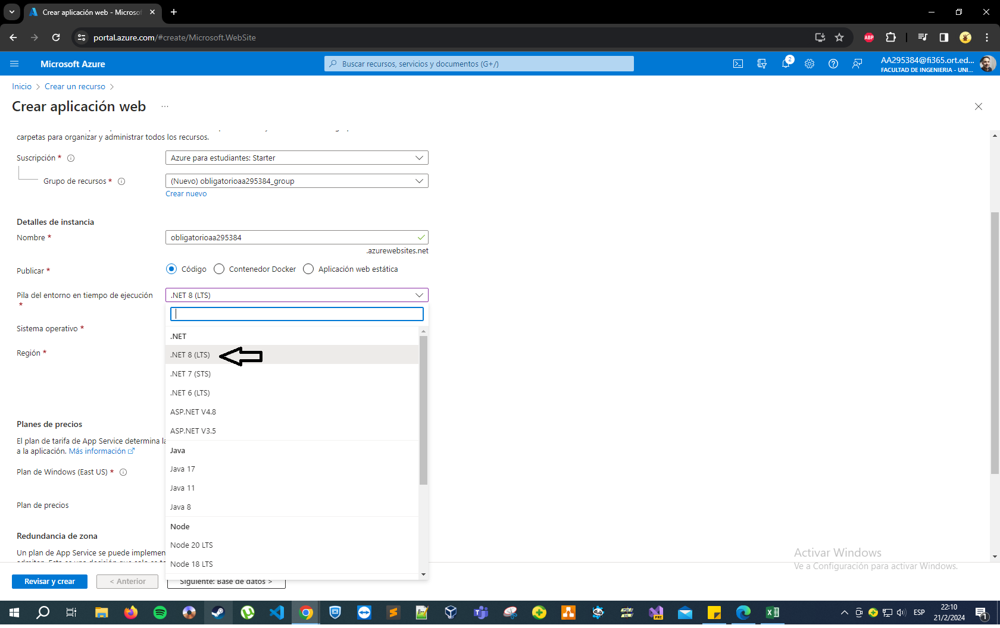 Crear aplicación web - Microsof
portal.azure.com/#create/Microsoft.WebSite
ABP
Microsoft Azure
Buscar recursos, servicios y documentos (G+/)
2
AA295384@fi365.ort.ed...
FACULTAD DE INGENIERIA - UNI...
Inicio > Crear un recurso >
Crear aplicación web ...
carpetas para organizar y administrar todos los recursos.
Suscripción *
Azure para estudiantes: Starter
Grupo de recursos *
(Nuevo) obligatorioaa295384_group
Crear nuevo
Detalles de instancia
Nombre *
obligatorioaa295384
.azurewebsites.net
Publicar *
Código
Contenedor Docker
Aplicación web estática
Pila del entorno en tiempo de ejecución
*
.NET 8 (LTS)
Sistema operativo *
.NET
.NET 8 (LTS)
Región *
.NET 7 (STS)
.NET 6 (LTS)
ASP.NET V4.8
ASP.NET V3.5
Planes de precios
El plan de tarifa de App Service determina
a la aplicación. Más información
Java
Java 17
Plan de Windows (East US) *
Java 11
Java 8
Plan de precios
Node
Node 20 LTS
Node 18 LTS
Redundancia de zona
Un plan de App Service se puede implemen
Activar Windows
Ve a Configuración para activar Windows.
Revisar y crear
< Anterior
Siguiente: Base de datos >
PRE
ESP
22:10
21/2/2024
1